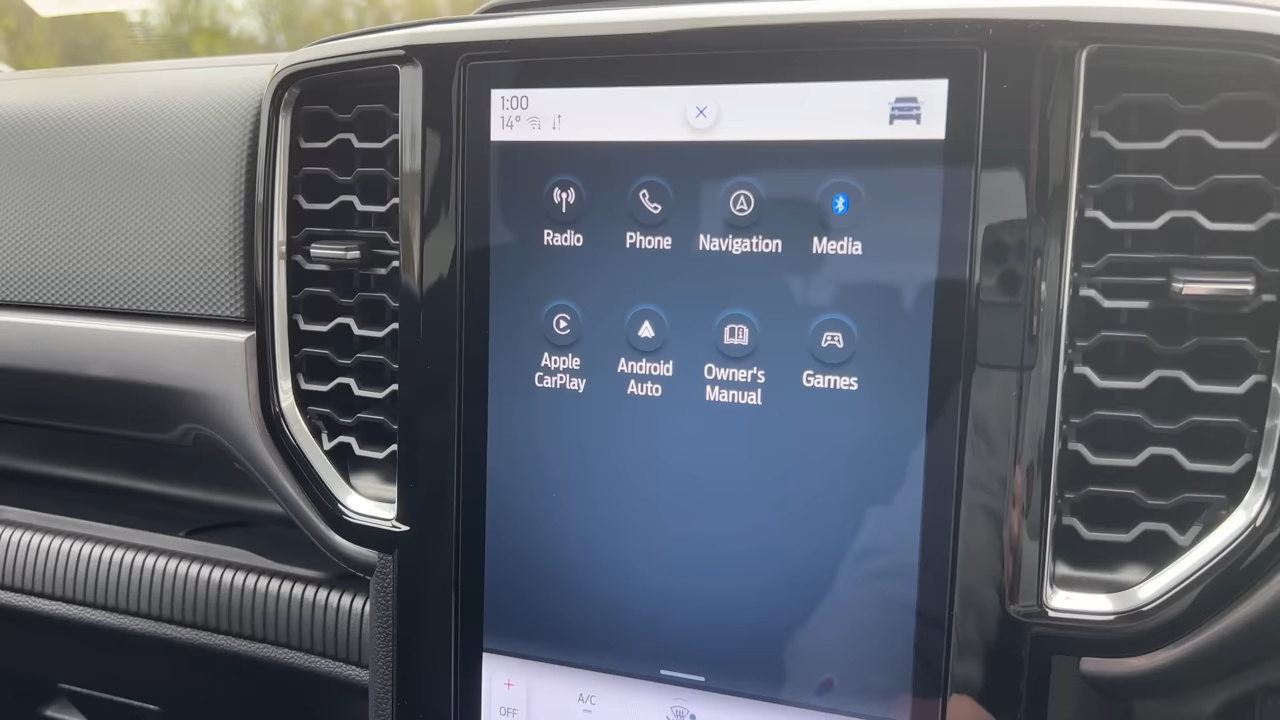 1:00
14°
Radio
Phone
Navigation
Media
Apple
CarPlay
Android
Auto
Owner's
Manual
Games
A/C
OFF